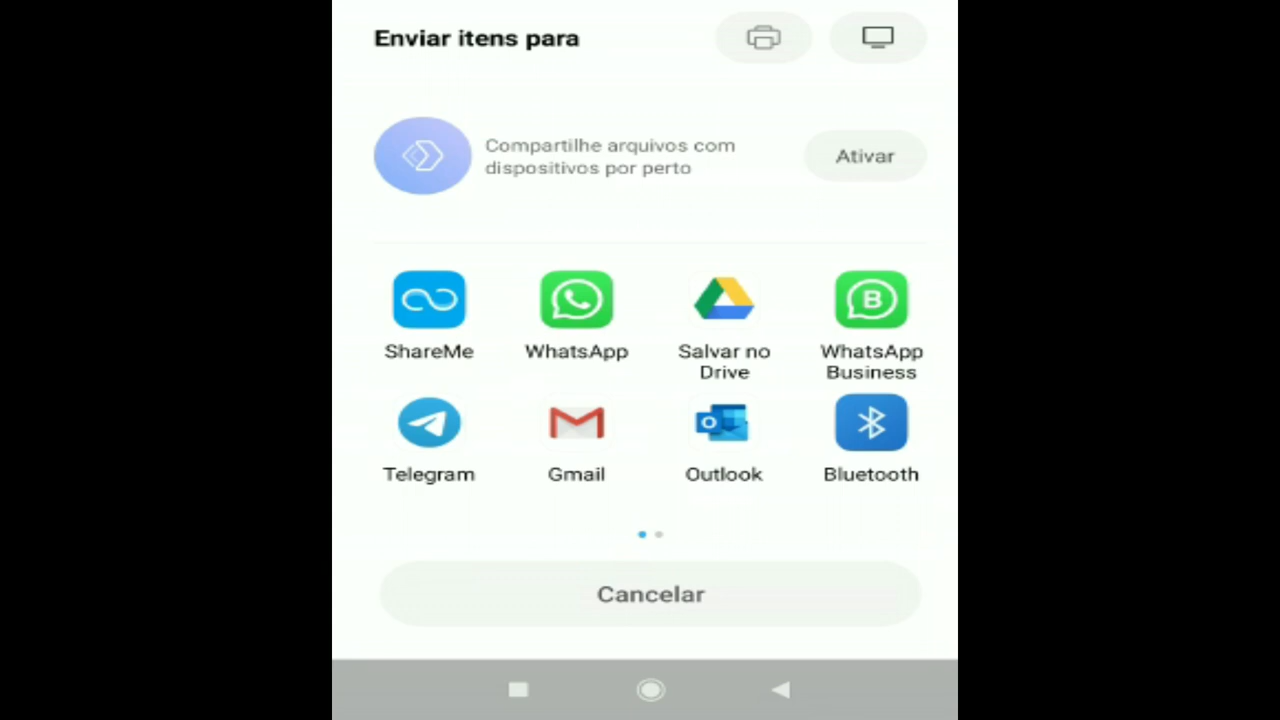 Enviar itens para
Compartilhe arquivos com
dispositivos por perto
Ativar
ShareMe
WhatsApp
Salvar no
Drive
WhatsApp
Business
Telegram
Gmail
Outlook
Bluetooth
Cancelar